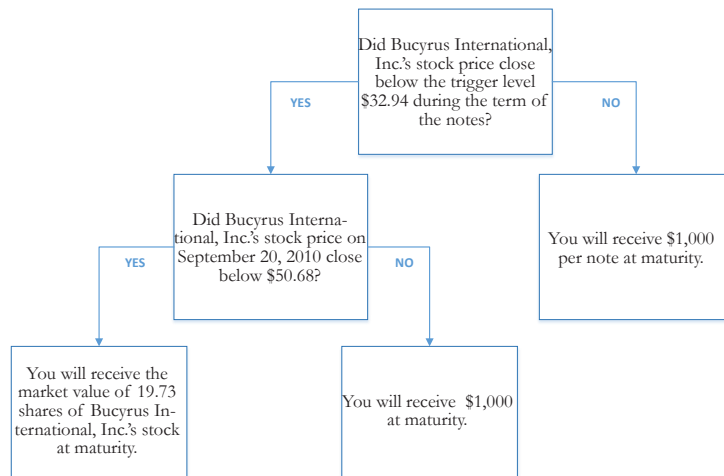 Did Bucyrus International,
Inc.'s stock price close
below the trigger level
$32.94 during the term of
the notes?
YES
NO
Did Bucyrus Interna-
tional, Inc.'s stock price on
September 20, 2010 close
below $50.68?
You will receive $1,000
per note at maturity.
YES
NO
You will receive the
market value of 19.73
shares of Bucyrus In-
ternational, Inc.'s stock
at maturity.
You will receive $1,000
at maturity.